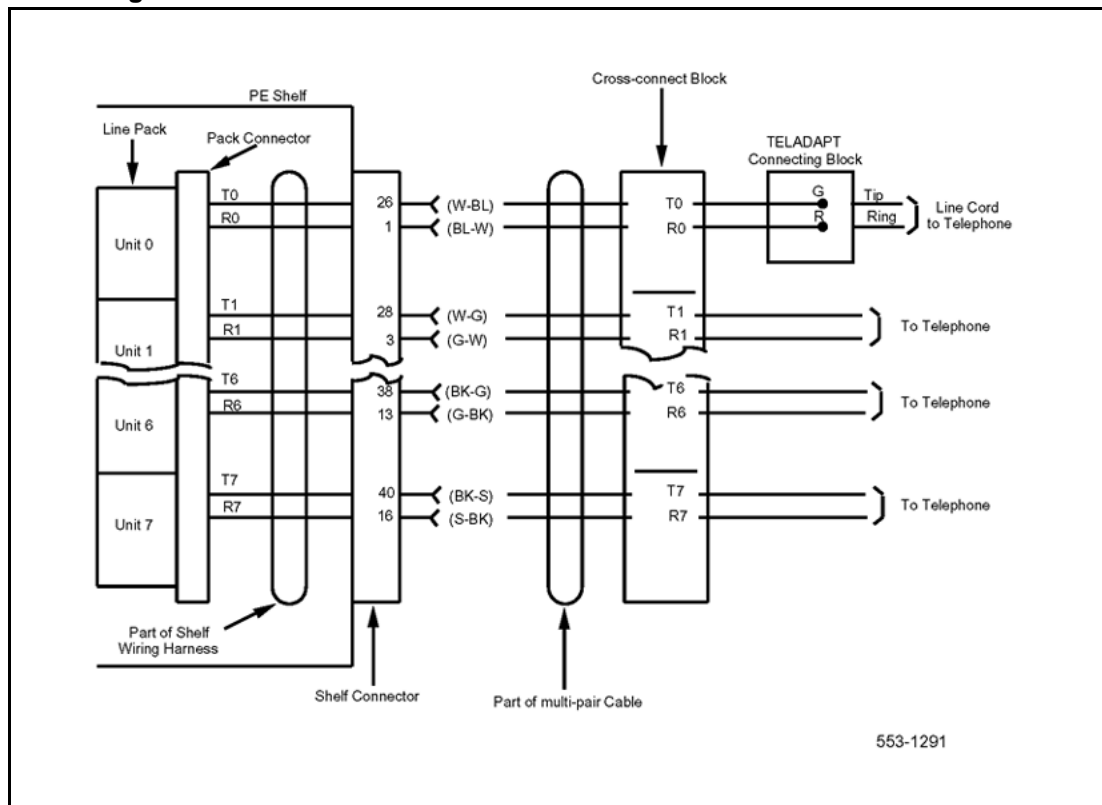 Cross-connect Block
PE Shelf
Line Pack
Pack Connector
TELADAPT
Connecting Block
T0
26
(W-BL)
T0
G
Tip
R0
1
(BL-W)
R0
R
Ring
Line Cord
to Telephone
Unit 0
T1
28
(W-G)
T1
R1
3
(G-W)
R1
To Telephone
Unit 1
T6
38
(BK-G)
T6
R6
13
(G-BK)
R6
To Telephone
Unit 6
T7
40
(BK-S)
T7
R7
16
(S-BK)
R7
To Telephone
Unit 7
Part of Shelf
Wiring Harness
Shelf Connector
Part of multi-pair Cable
553-1291